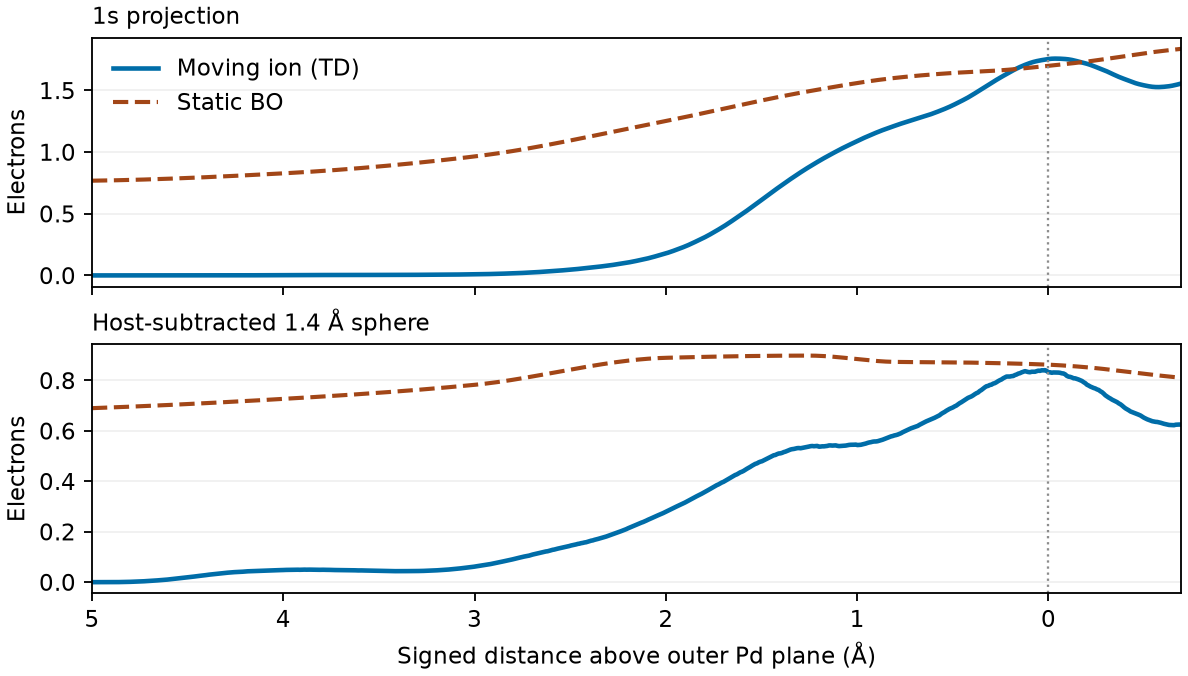 1s projection
Moving ion (TD)
Static BO
Electrons
1.5
1.0
0.5
0.0
Host-subtracted 1.4 Å sphere
Electrons
0.8
0.6
0.4
0.2
0.0
5 4 3 2 1 0
Signed distance above outer Pd plane (Å)